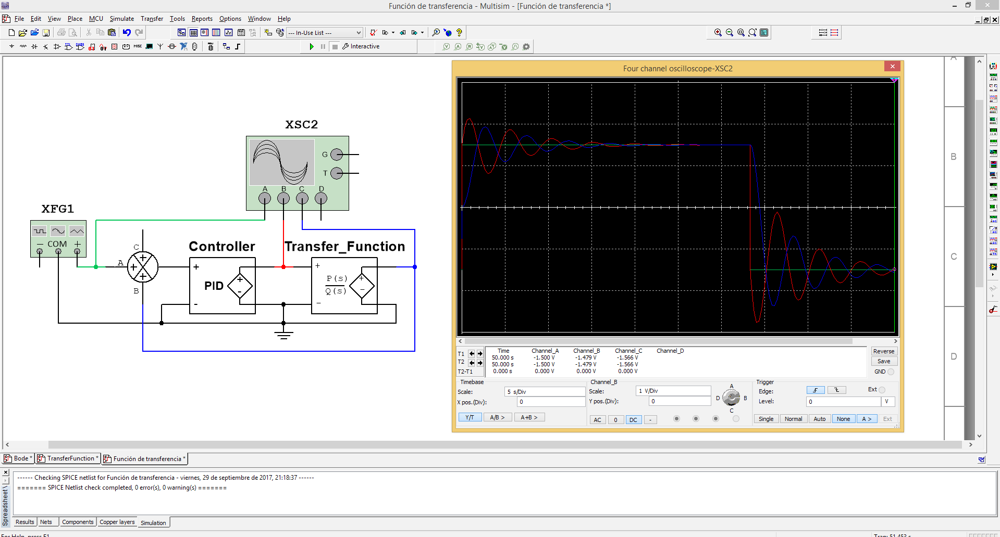 Función de transferencia - Multisim - [Función de transferencia *]
File Edit View Place MCU Simulate Transfer Tools Reports Options Window Help
--- In-Use List ---
Interactive
Four channel oscilloscope-XSC2
XSC2
G
T
A B C D
XFG1
COM
Controller
Transfer_Function
C
A
B
PID
P(s)
Q(s)
A
B
C
D
Time Channel_A Channel_B Channel_C Channel_D
T1 50.000 s -1.500 V -1.479 V -1.566 V
T2 50.000 s -1.500 V -1.479 V -1.566 V
T2-T1 0.000 s 0.000 V 0.000 V 0.000 V
Reverse
Save
GND
Timebase
Scale: 5 s/Div
X pos.(Div): 0
Y/T A/B > A+B >
Channel_B
Scale: 1 V/Div
Y pos.(Div): 0
AC 0 DC -
A
D B
C
Trigger
Edge: Ext
Level: 0 V
Single Normal Auto None A > Ext
Bode * TransferFunction * Función de transferencia *
------ Checking SPICE netlist for Función de transferencia - viernes, 29 de septiembre de 2017, 21:18:37 ------
======= SPICE Netlist check completed, 0 error(s), 0 warning(s) =======
Spreadsheet \
Results Nets Components Copper layers Simulation
For Help, press F1
Tran: 51.453 s